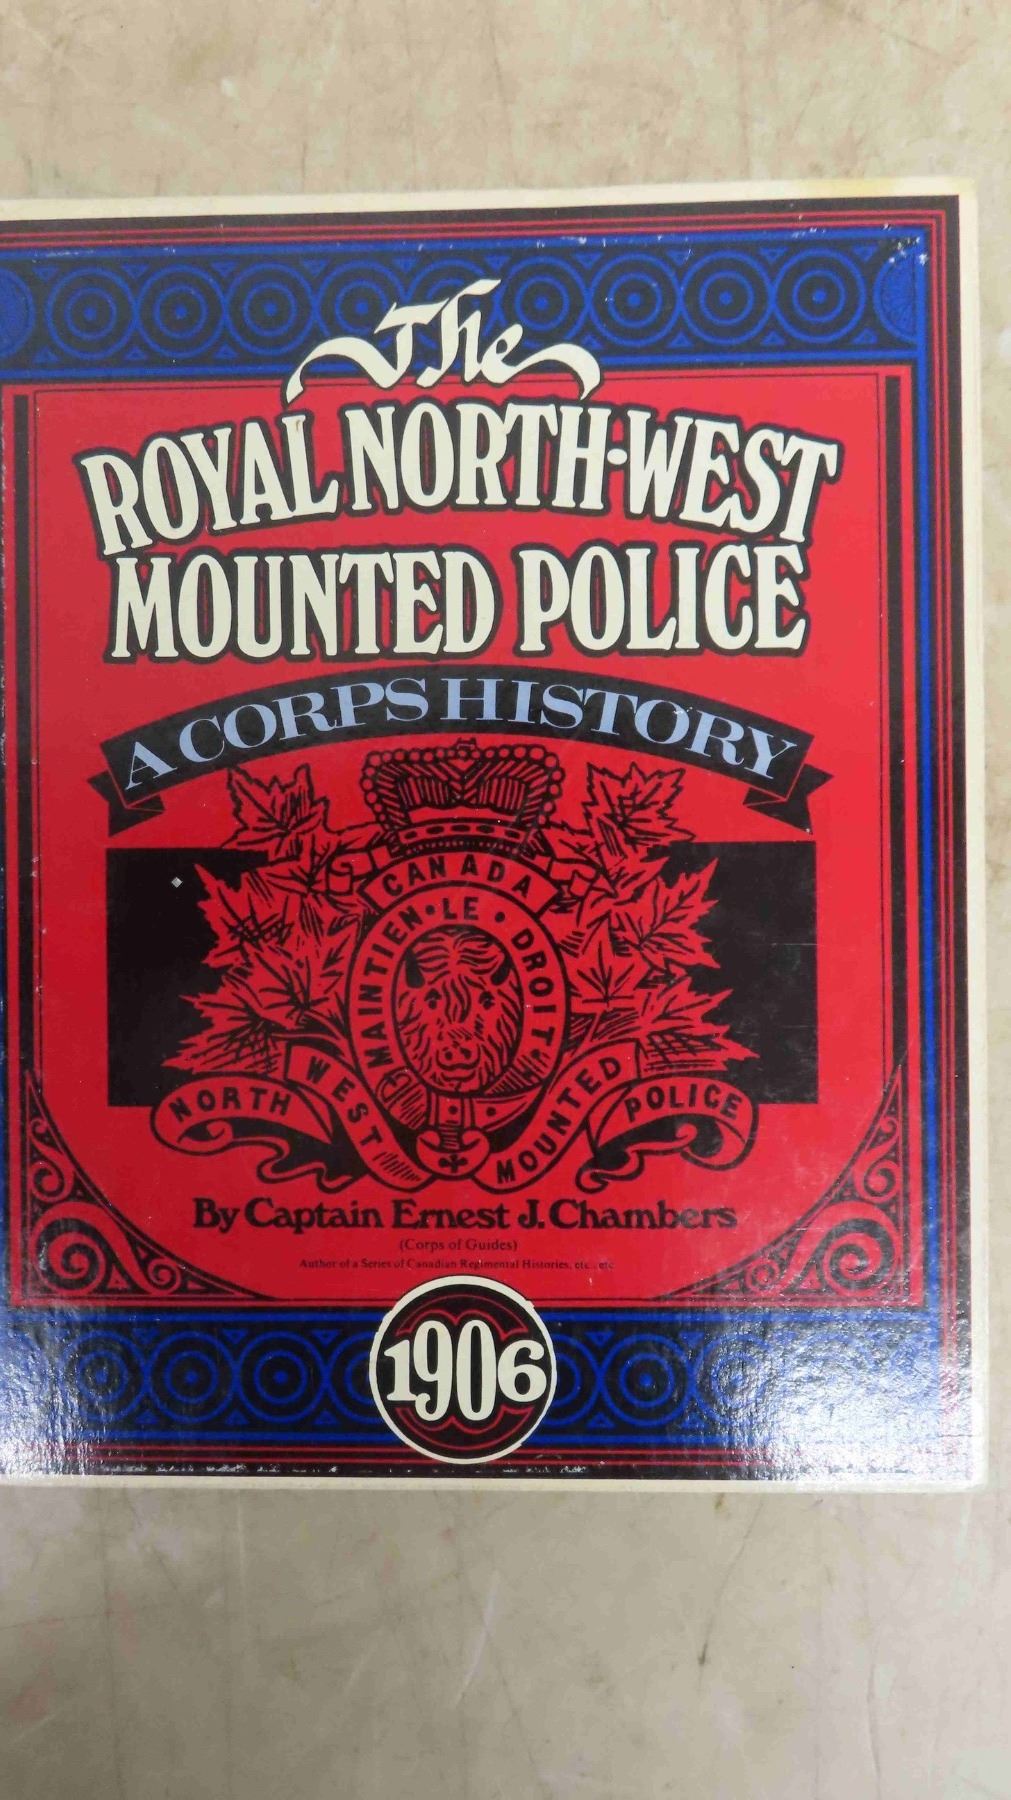 The
ROYAL NORTH-WEST
MOUNTED POLICE
A CORPS HISTORY
CANADA
MAINTIEN • LE • DROIT
NORTH WEST MOUNTED POLICE
By Captain Ernest J. Chambers
(Corps of Guides)
Author of a Series of Canadian Regimental Histories, etc., etc.
1906